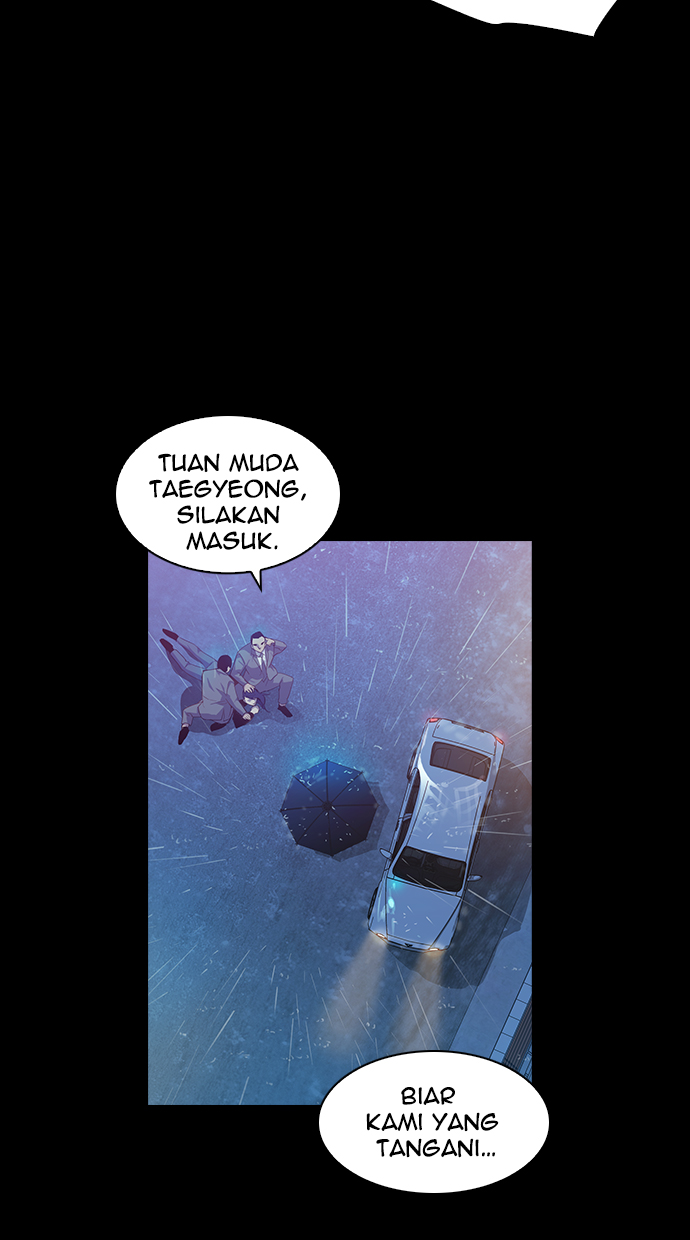 TUAN MUDA
TAEGYEONG,
SILAKAN
MASUK.
BIAR
KAMI YANG
TANGANI...